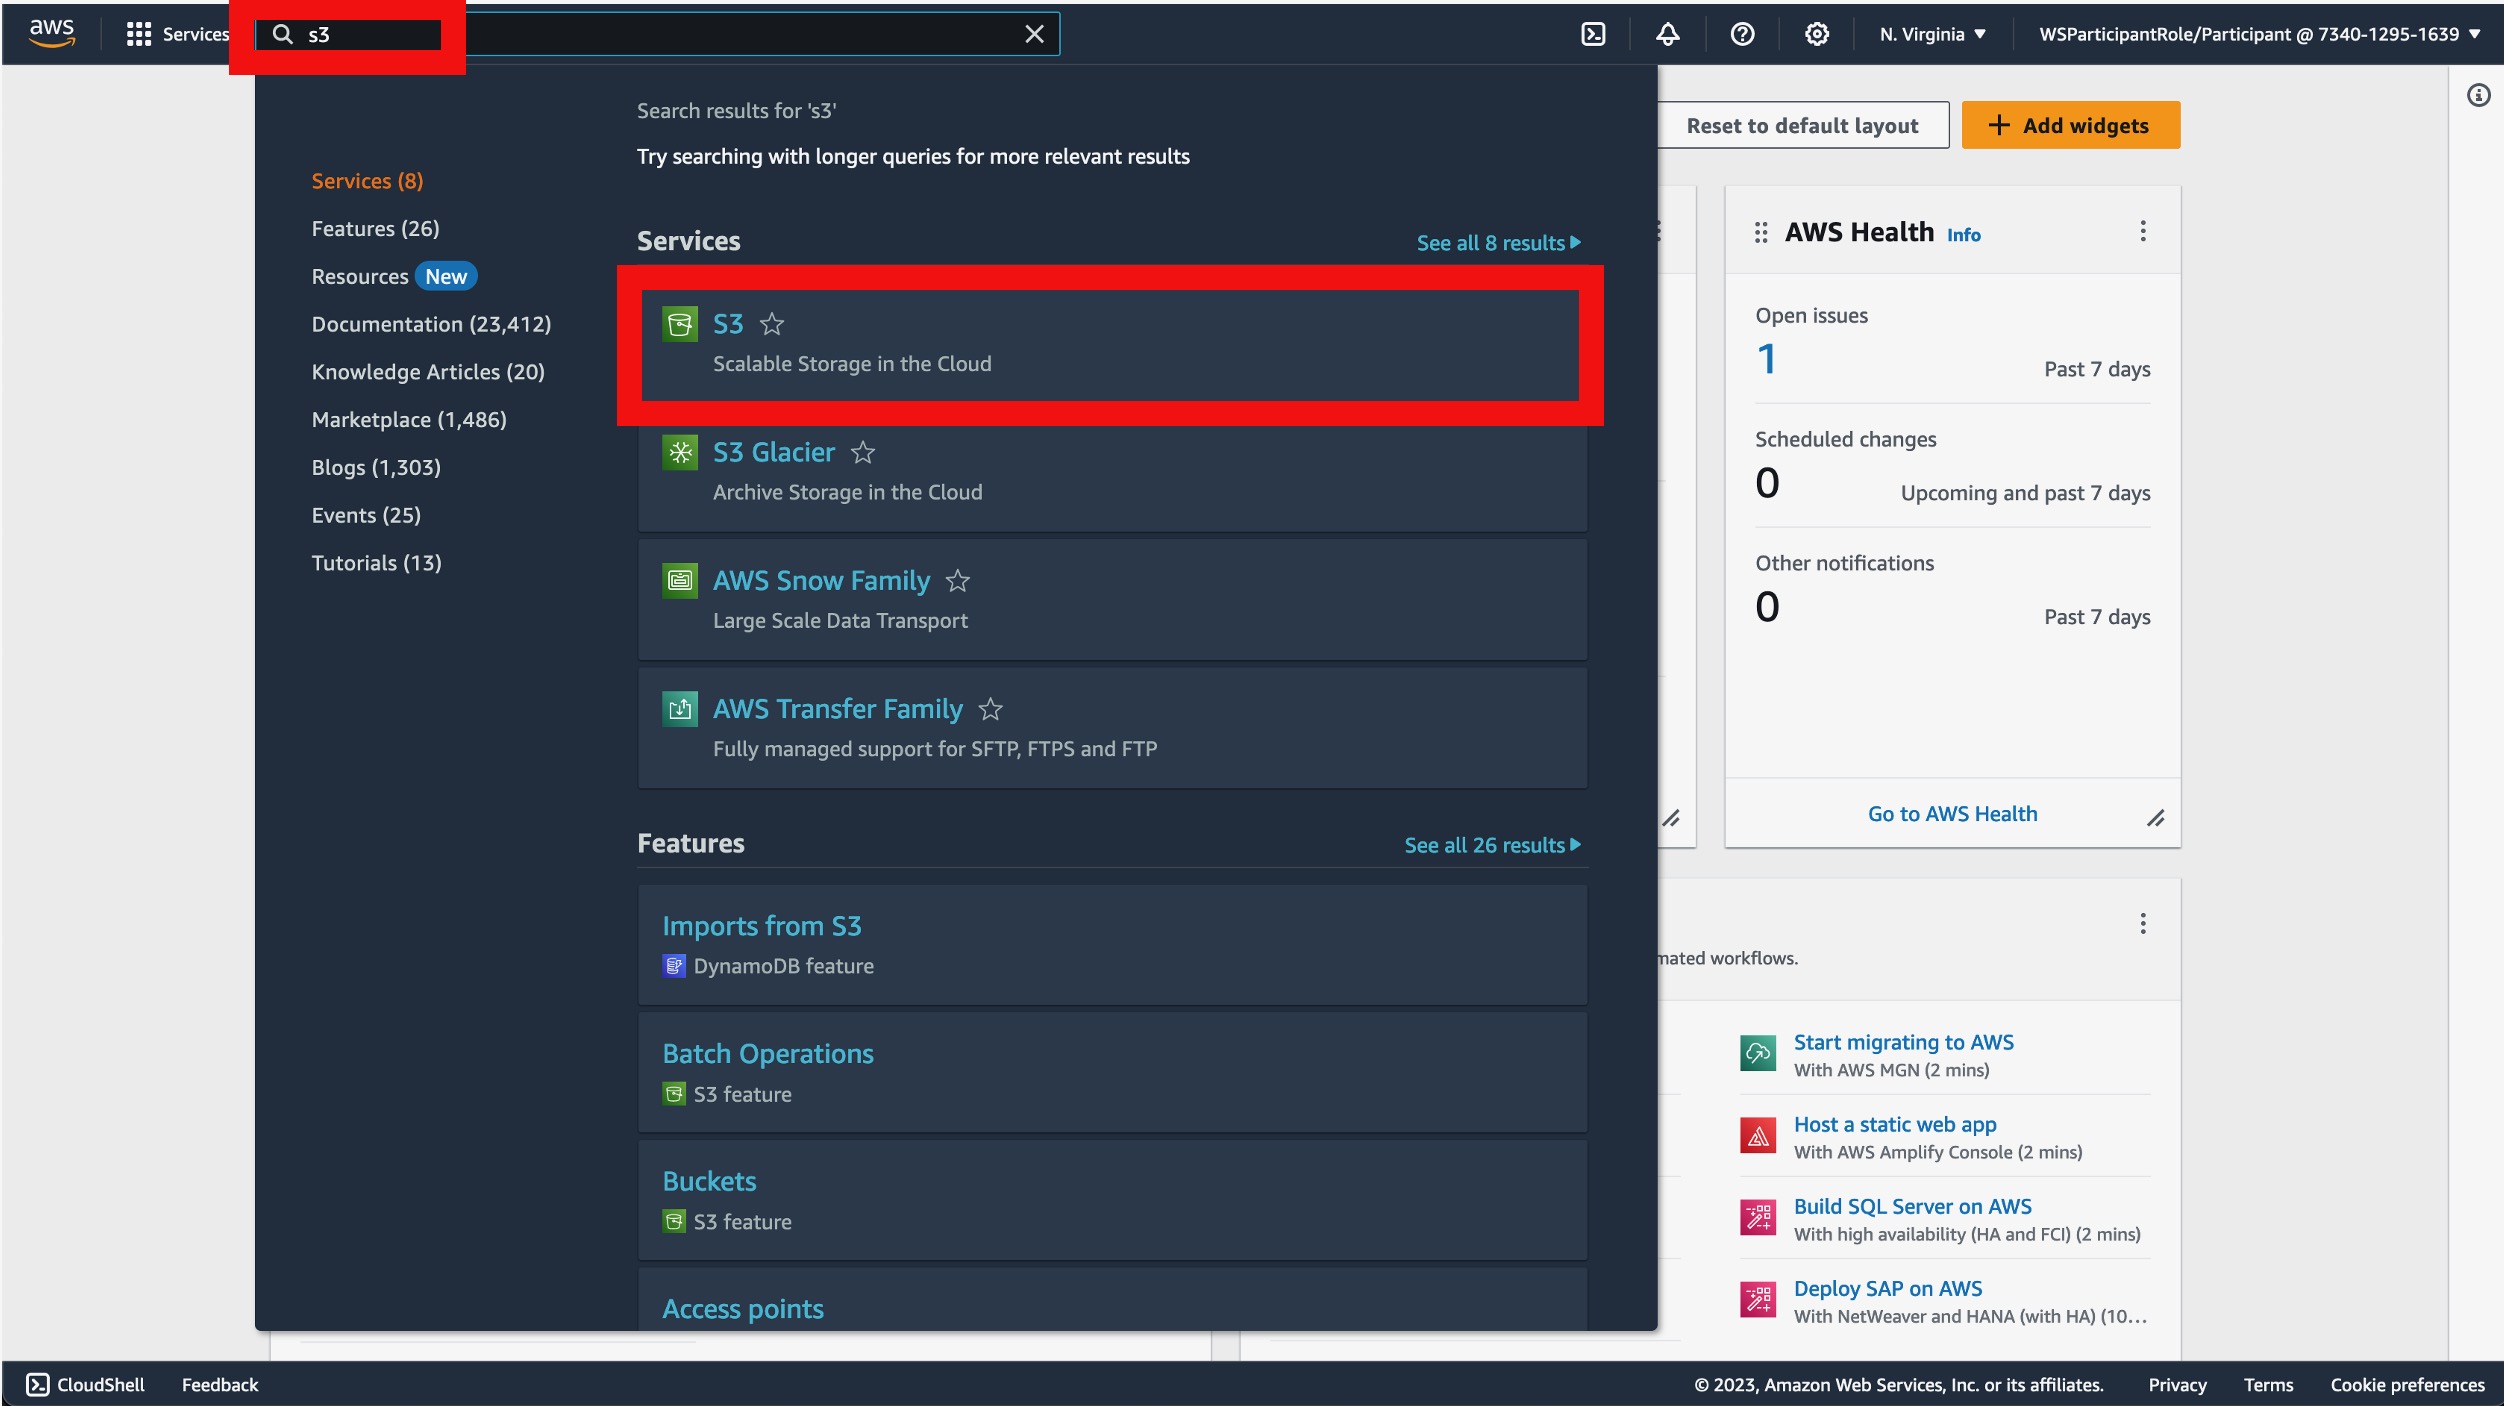 aws
Services
s3
N. Virginia
WSParticipantRole/Participant @ 7340-1295-1639
Search results for 's3'
Try searching with longer queries for more relevant results
Services (8)
Features (26)
Resources New
Documentation (23,412)
Knowledge Articles (20)
Marketplace (1,486)
Blogs (1,303)
Events (25)
Tutorials (13)
Services
See all 8 results
S3
Scalable Storage in the Cloud
S3 Glacier
Archive Storage in the Cloud
AWS Snow Family
Large Scale Data Transport
AWS Transfer Family
Fully managed support for SFTP, FTPS and FTP
Features
See all 26 results
Imports from S3
DynamoDB feature
Batch Operations
S3 feature
Buckets
S3 feature
Access points
Reset to default layout
Add widgets
AWS Health Info
Open issues
1
Past 7 days
Scheduled changes
0
Upcoming and past 7 days
Other notifications
0
Past 7 days
Go to AWS Health
workflows.
Start migrating to AWS
With AWS MGN (2 mins)
Host a static web app
With AWS Amplify Console (2 mins)
Build SQL Server on AWS
With high availability (HA and FCI) (2 mins)
Deploy SAP on AWS
With NetWeaver and HANA (with HA) (10...
CloudShell
Feedback
© 2023, Amazon Web Services, Inc. or its affiliates.
Privacy
Terms
Cookie preferences